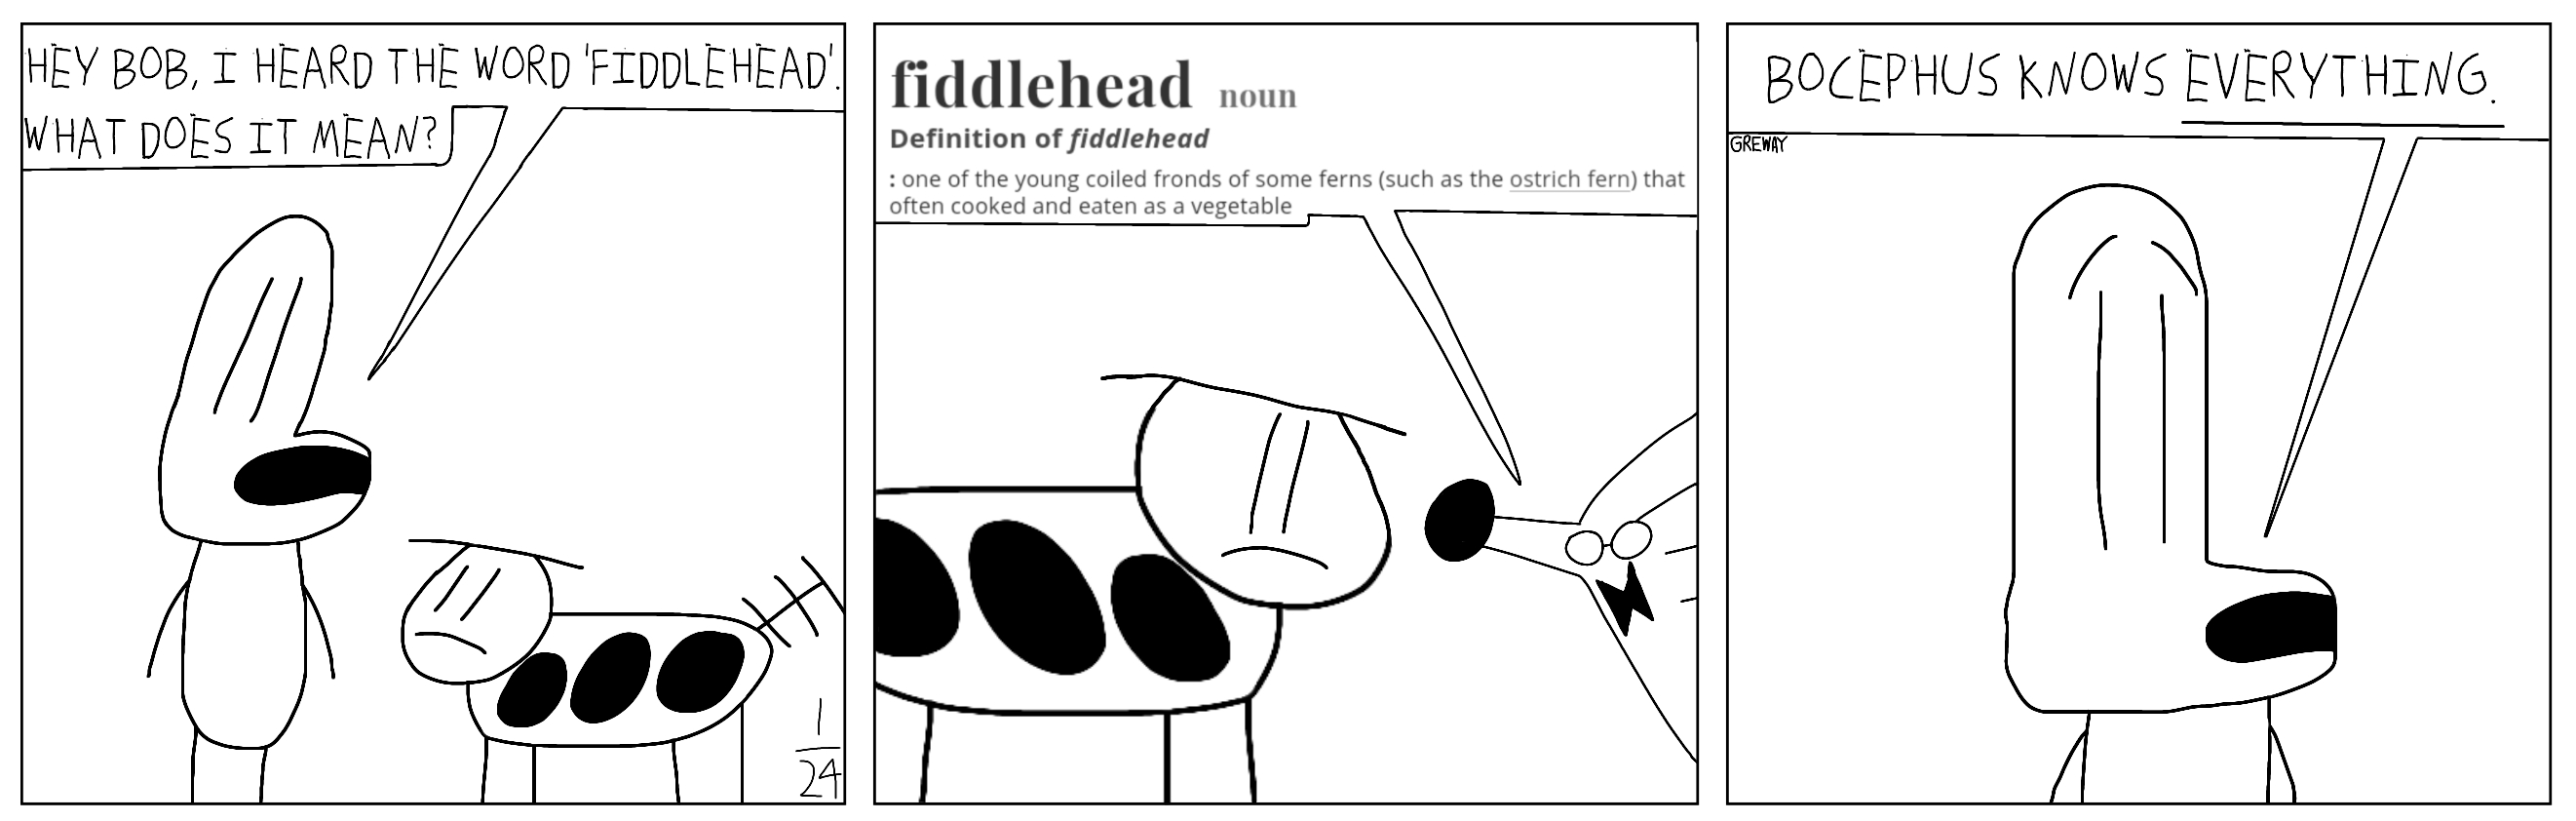 HEY BOB, I HEARD THE WORD 'FIDDLEHEAD'.
WHAT DOES IT MEAN?
1
24
fiddlehead noun
Definition of fiddlehead
: one of the young coiled fronds of some ferns (such as the ostrich fern) that
often cooked and eaten as a vegetable
BOCEPHUS KNOWS EVERYTHING.
GREWAY